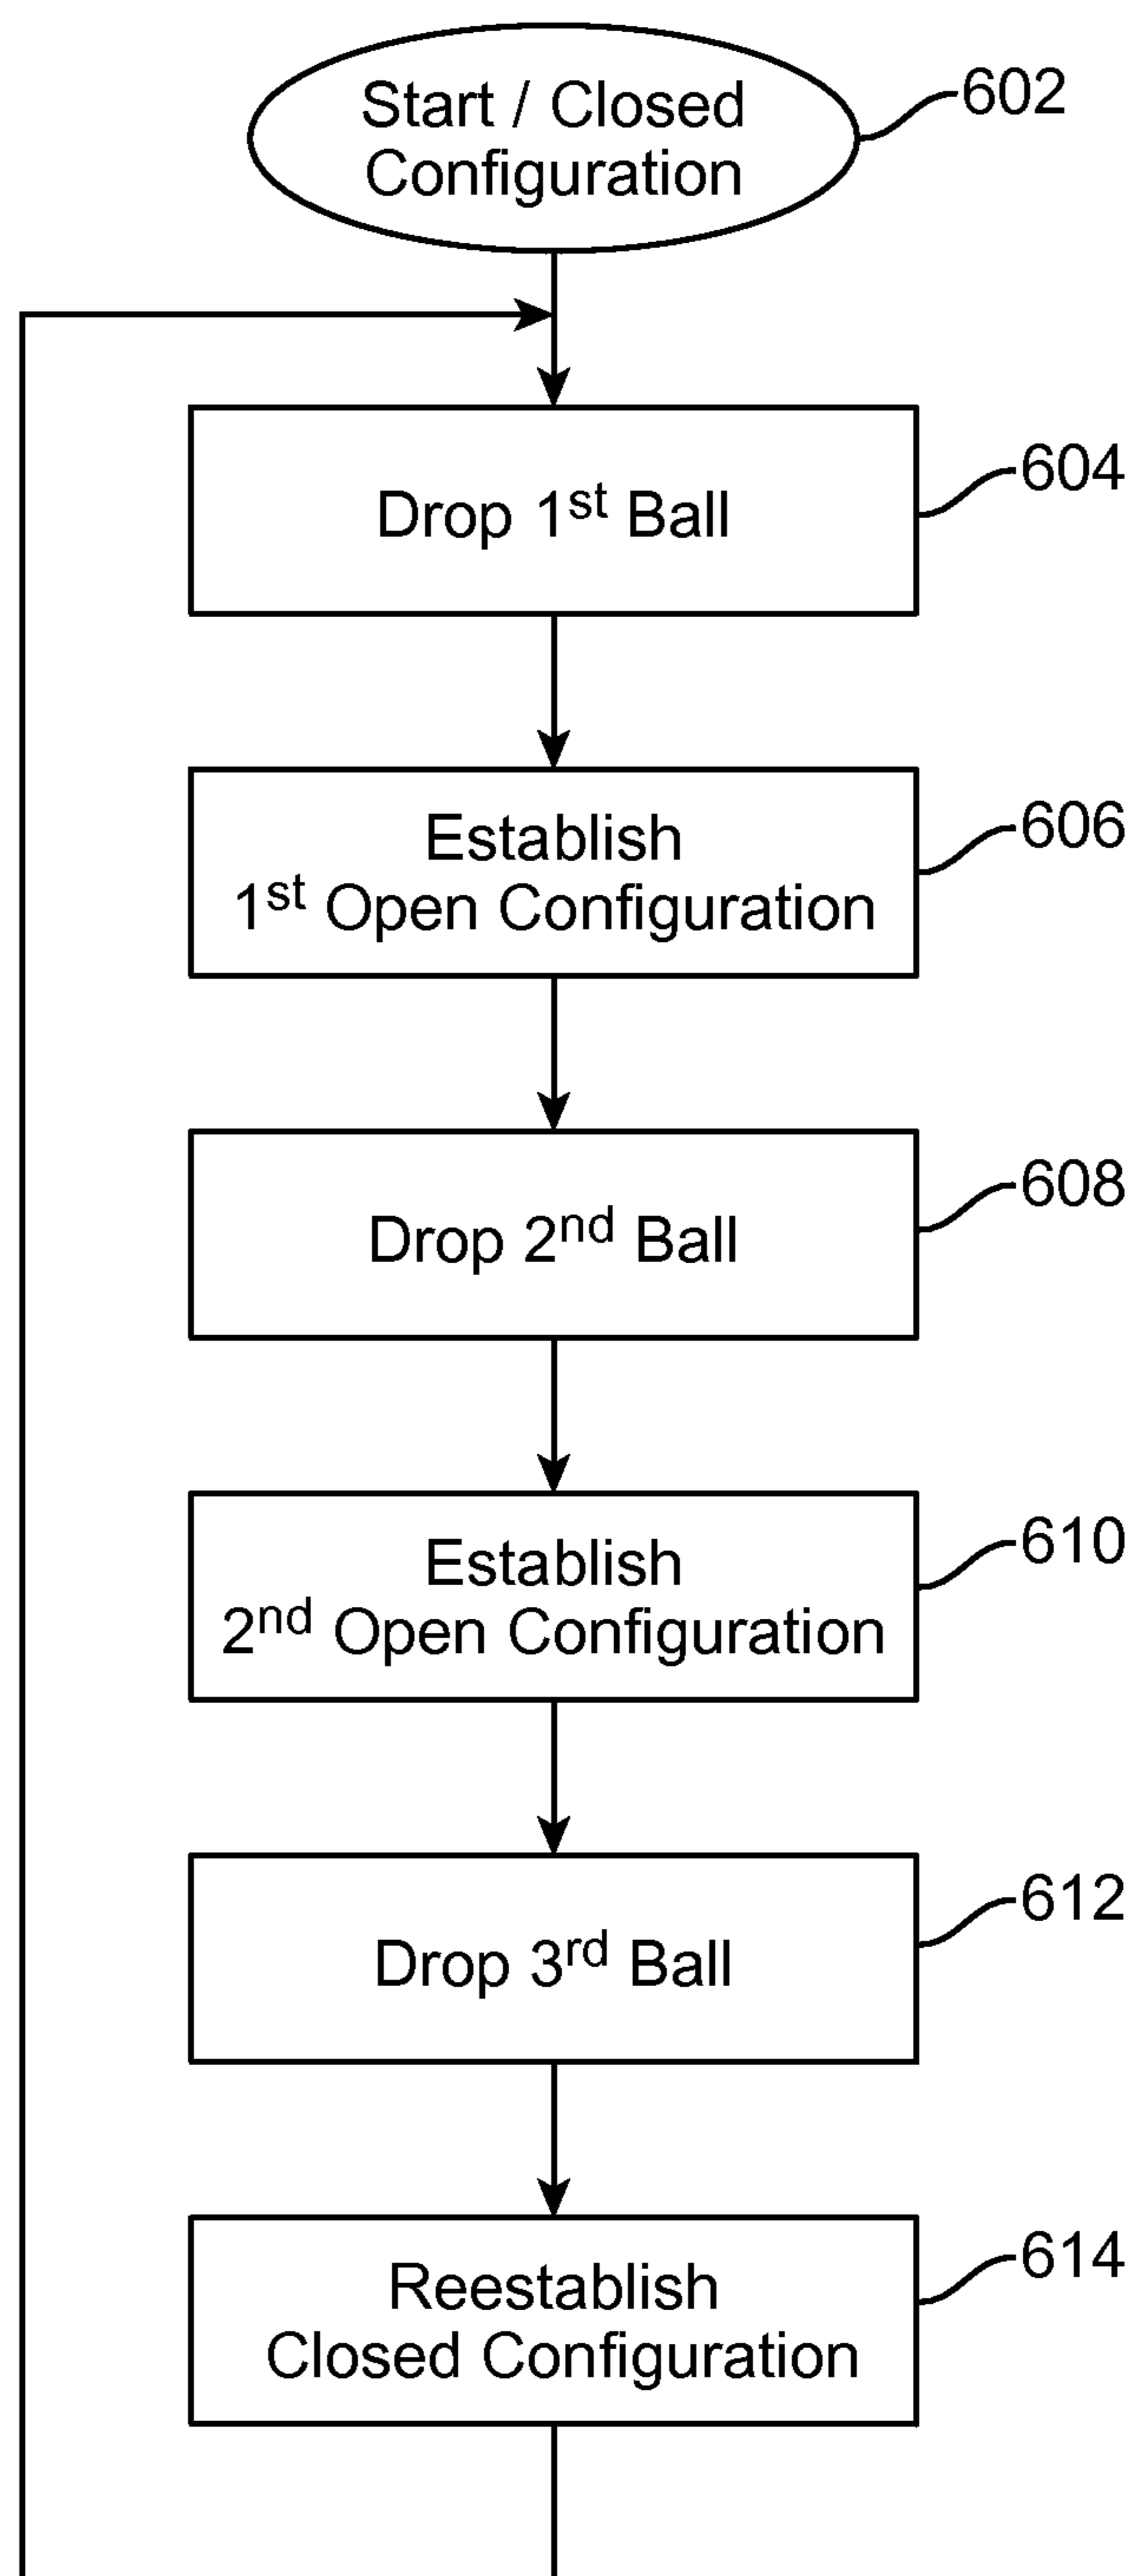 Start / Closed
Configuration
602
Drop 1st Ball
604
Establish
1st Open Configuration
606
Drop 2nd Ball
608
Establish
2nd Open Configuration
610
Drop 3rd Ball
612
Reestablish
Closed Configuration
614